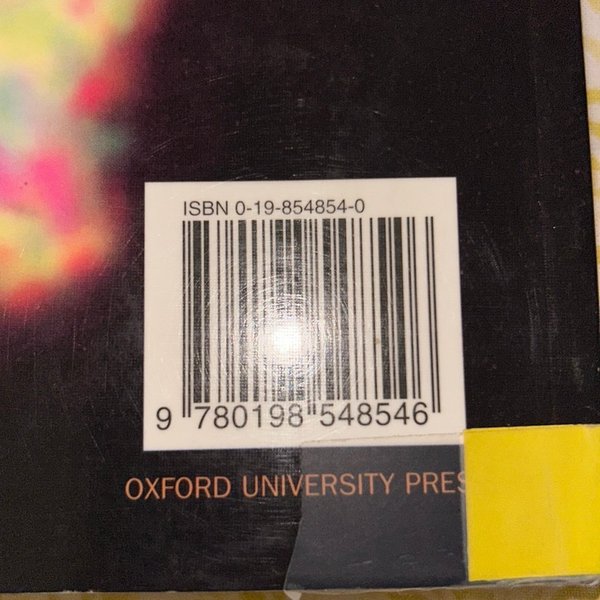 ISBN 0-19-854854-0
9 780198 548546
OXFORD UNIVERSITY PRES